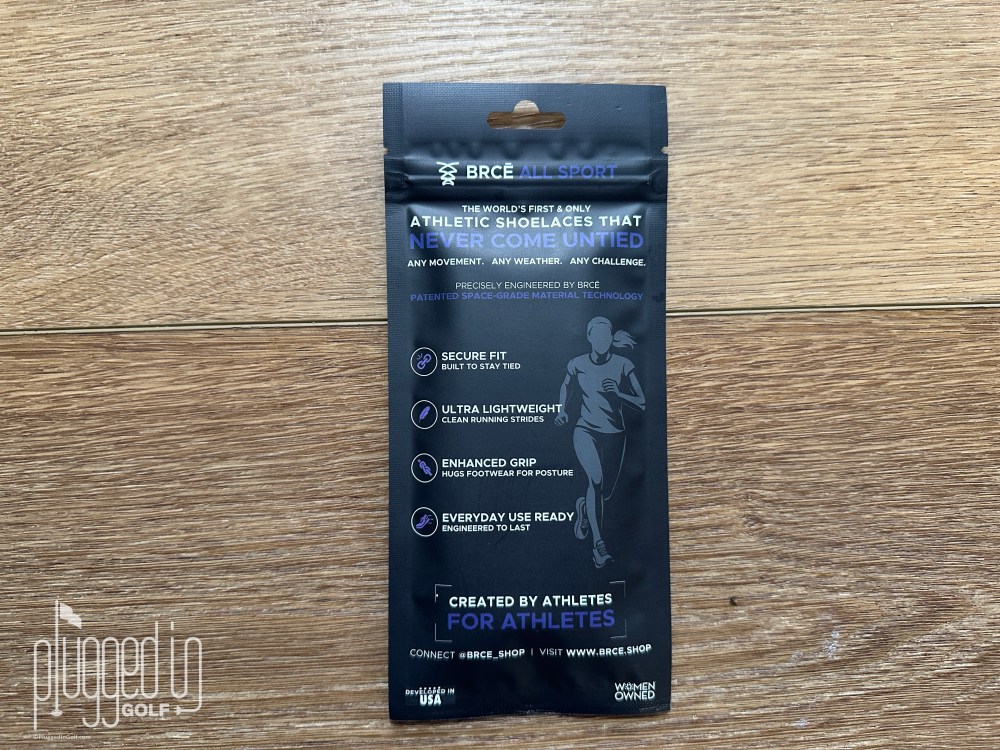 BRCĒ ALL SPORT
THE WORLD'S FIRST & ONLY
ATHLETIC SHOELACES THAT
NEVER COME UNTIED
ANY MOVEMENT. ANY WEATHER. ANY CHALLENGE.
PRECISELY ENGINEERED BY BRCĒ
PATENTED SPACE-GRADE MATERIAL TECHNOLOGY
SECURE FIT
BUILT TO STAY TIED
ULTRA LIGHTWEIGHT
CLEAN RUNNING STRIDES
ENHANCED GRIP
HUGS FOOTWEAR FOR POSTURE
EVERYDAY USE READY
ENGINEERED TO LAST
CREATED BY ATHLETES
FOR ATHLETES
CONNECT @BRCE_SHOP | VISIT WWW.BRCE.SHOP
DEVELOPED IN
USA
WOMEN
OWNED
plugged in
GOLF
© PluggedInGolf.com